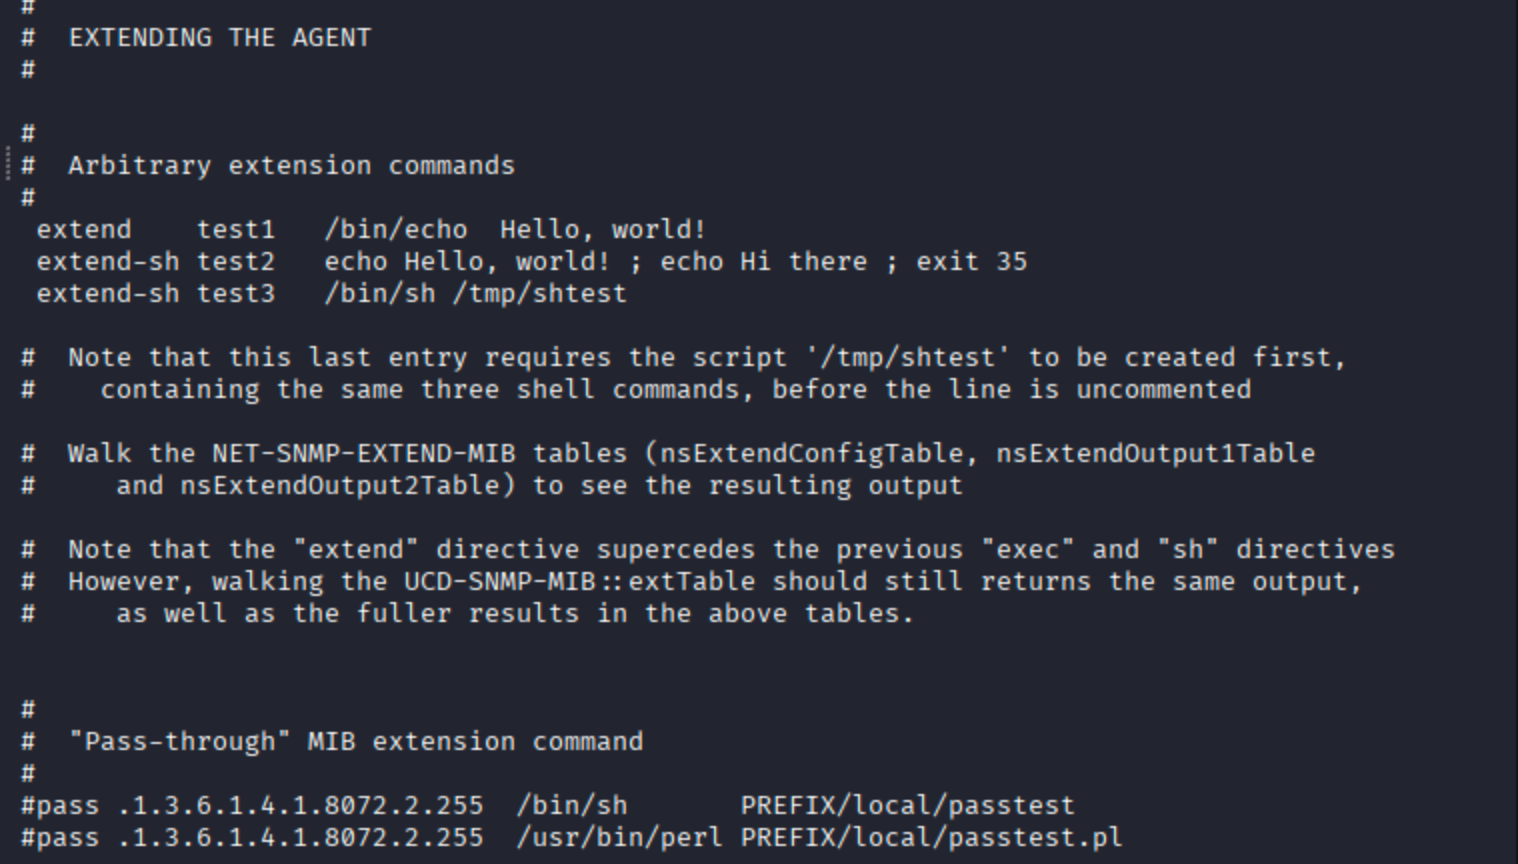 #
#  EXTENDING THE AGENT
#
#
#  Arbitrary extension commands
#
 extend    test1   /bin/echo  Hello, world!
 extend-sh test2   echo Hello, world! ; echo Hi there ; exit 35
 extend-sh test3   /bin/sh /tmp/shtest
#  Note that this last entry requires the script '/tmp/shtest' to be created first,
#    containing the same three shell commands, before the line is uncommented
#  Walk the NET-SNMP-EXTEND-MIB tables (nsExtendConfigTable, nsExtendOutput1Table
#     and nsExtendOutput2Table) to see the resulting output
#  Note that the "extend" directive supercedes the previous "exec" and "sh" directives
#  However, walking the UCD-SNMP-MIB::extTable should still returns the same output,
#     as well as the fuller results in the above tables.
#
#  "Pass-through" MIB extension command
#
#pass .1.3.6.1.4.1.8072.2.255  /bin/sh       PREFIX/local/passtest
#pass .1.3.6.1.4.1.8072.2.255  /usr/bin/perl PREFIX/local/passtest.pl